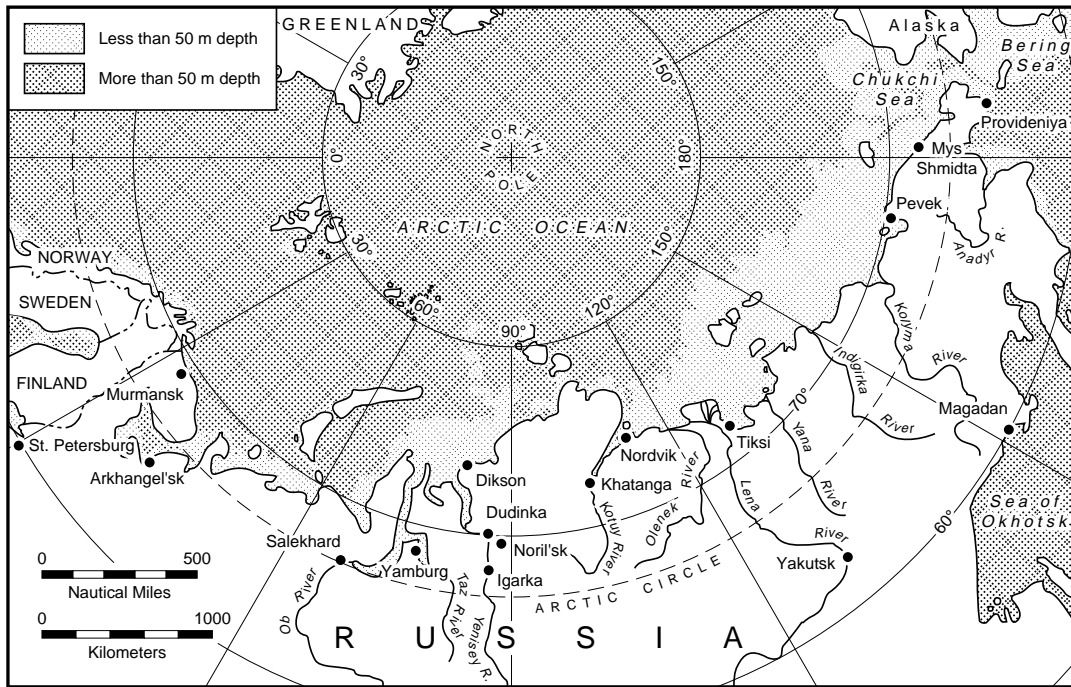 Less than 50 m depth
More than 50 m depth
GREENLAND
Alaska
Bering
Sea
Chukchi
Sea
30°
150°
0°
NORTH
POLE
180°
Provideniya
Mys
Shmidta
Pevek
ARCTIC OCEAN
30°
150°
Anadyr R.
NORWAY
SWEDEN
FINLAND
60°
90°
120°
Murmansk
Indigirka
River
Kolyma
River
70°
Magadan
St. Petersburg
Arkhangel'sk
Tiksi
Yana
River
Nordvik
Dikson
Khatanga
Olenek
River
Lena
River
Sea of
Okhotsk
60°
Dudinka
Kotuy River
Salekhard
Noril'sk
Yamburg
Igarka
Yakutsk
ARCTIC CIRCLE
Ob
River
Taz River
Yenisey R.
RUSSIA
0 500
Nautical Miles
0 1000
Kilometers